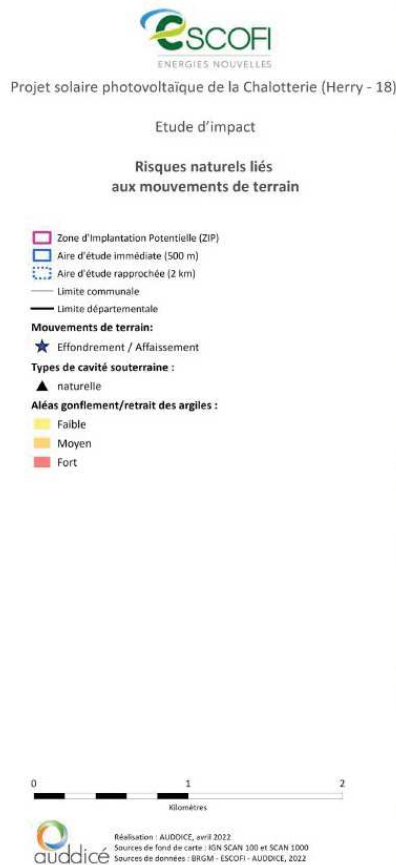 ESCOFI
ENERGIES NOUVELLES
Projet solaire photovoltaïque de la Chalotterie (Herry - 18)
Etude d'impact
Risques naturels liés
aux mouvements de terrain
Zone d'Implantation Potentielle (ZIP)
Aire d'étude immédiate (500 m)
Aire d'étude rapprochée (2 km)
Limite communale
Limite départementale
Mouvements de terrain:
Effondrement / Affaissement
Types de cavité souterraine :
naturelle
Aléas gonflement/retrait des argiles :
Faible
Moyen
Fort
0 1 2
Kilomètres
auddicé
Réalisation : AUDDICE, avril 2022
Sources de fond de carte : IGN SCAN 100 et SCAN 1000
Sources de données : BRGM - ESCOFI - AUDDICE, 2022